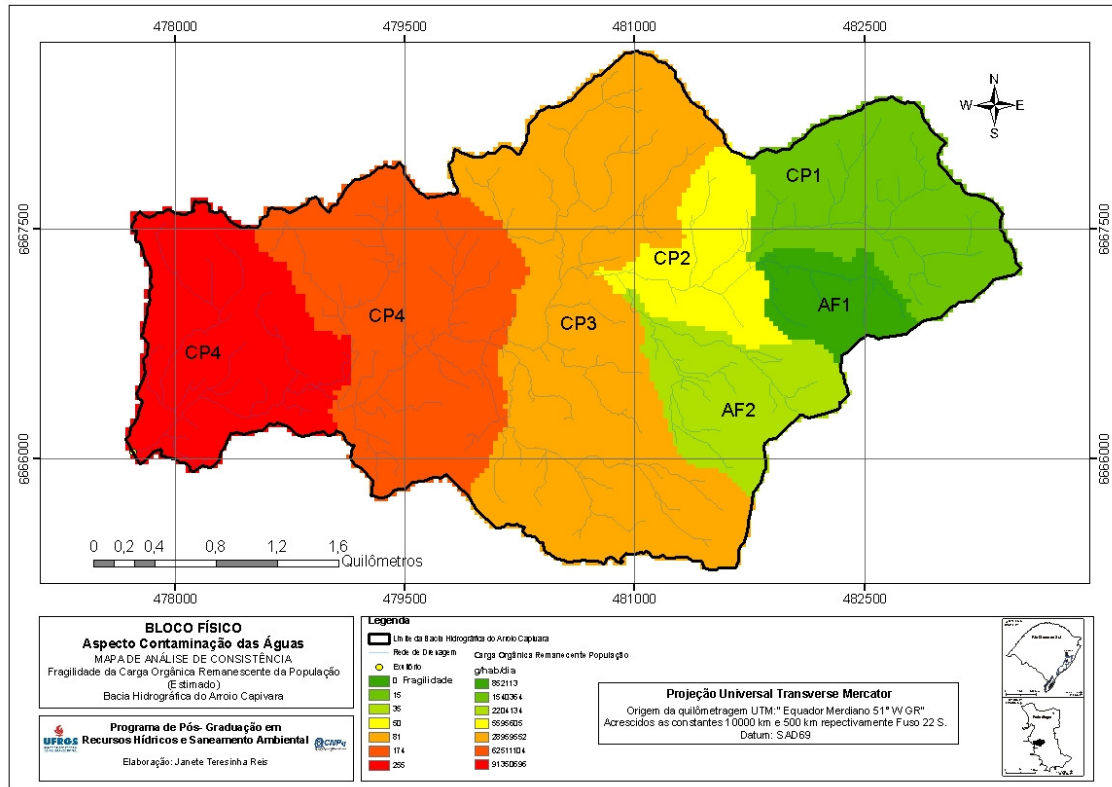 478000 479500 481000 482500
N
W E
S
6667500
6667500
6666000
6666000
CP1
CP2
AF1
CP4
CP3
CP4
AF2
0 0,2 0,4 0,8 1,2 1,6
Quilômetros
478000 479500 481000 482500
BLOCO FÍSICO
Aspecto Contaminação das Águas
MAPA DE ANÁLISE DE CONSISTÊNCIA
Fragilidade da Carga Orgânica Remanescente da População
(Estimado)
Bacia Hidrográfica do Arroio Capivara
UFRGS
Programa de Pós- Graduação em
Recursos Hídricos e Saneamento Ambiental
CNPq
Elaboração: Janete Teresinha Reis
Legenda
Limite da Bacia Hidrográfica do Arroio Capivara
Rede de Drenagem
Exutório
0 Fragilidade
15
35
50
81
174
255
Carga Orgânica Remanecente População
g/hab/dia
852113
1540364
2204134
5595605
28959552
62511104
91350696
Projeção Universal Transverse Mercator
Origem da quilômetragem UTM:" Equador Merdiano 51° W GR"
Acrescidos as constantes 10000 km e 500 km repectivamente Fuso 22 S.
Datum: SAD69